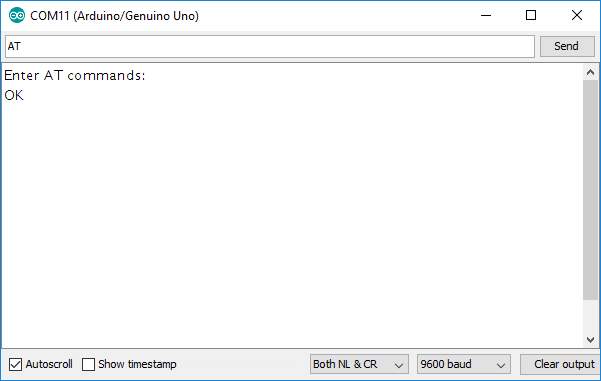 COM11 (Arduino/Genuino Uno)
AT
Send
Enter AT commands:
OK
Autoscroll
Show timestamp
Both NL & CR
9600 baud
Clear output